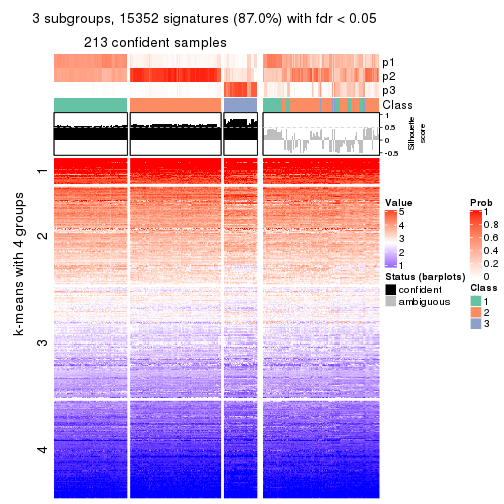 3 subgroups, 15352 signatures (87.0%) with fdr < 0.05
213 confident samples
p1
p2
p3
Class
1
0.5
0
-0.5
Silhouette
score
k-means with 4 groups
1
2
3
4
Value
5
4
3
2
1
Status (barplots)
confident
ambiguous
Prob
1
0.8
0.6
0.4
0.2
0
Class
1
2
3